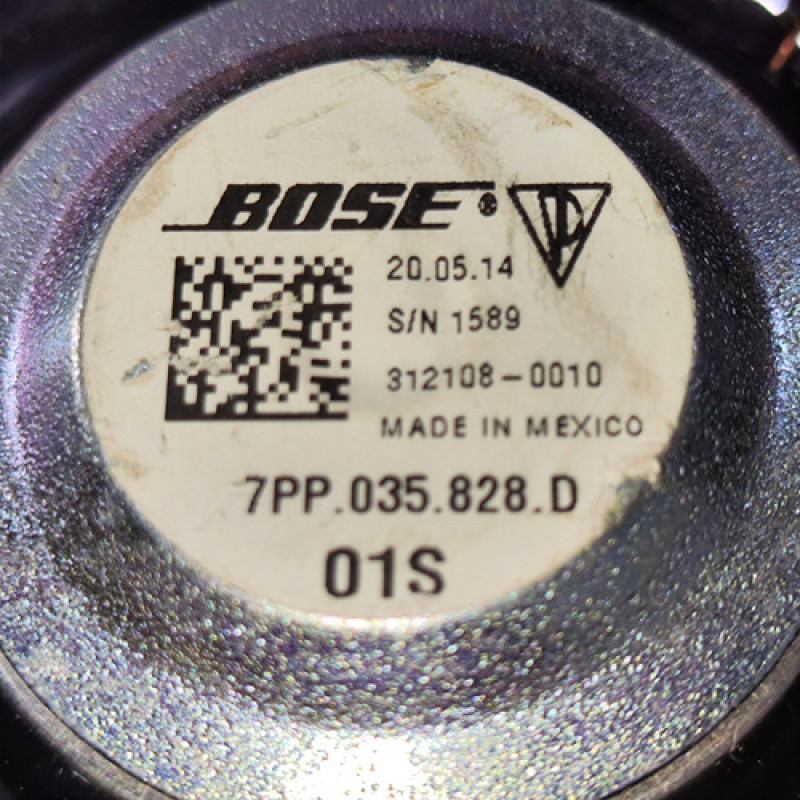 BOSE®
20.05.14
S/N 1589
312108-0010
MADE IN MEXICO
7PP.035.828.D
01S